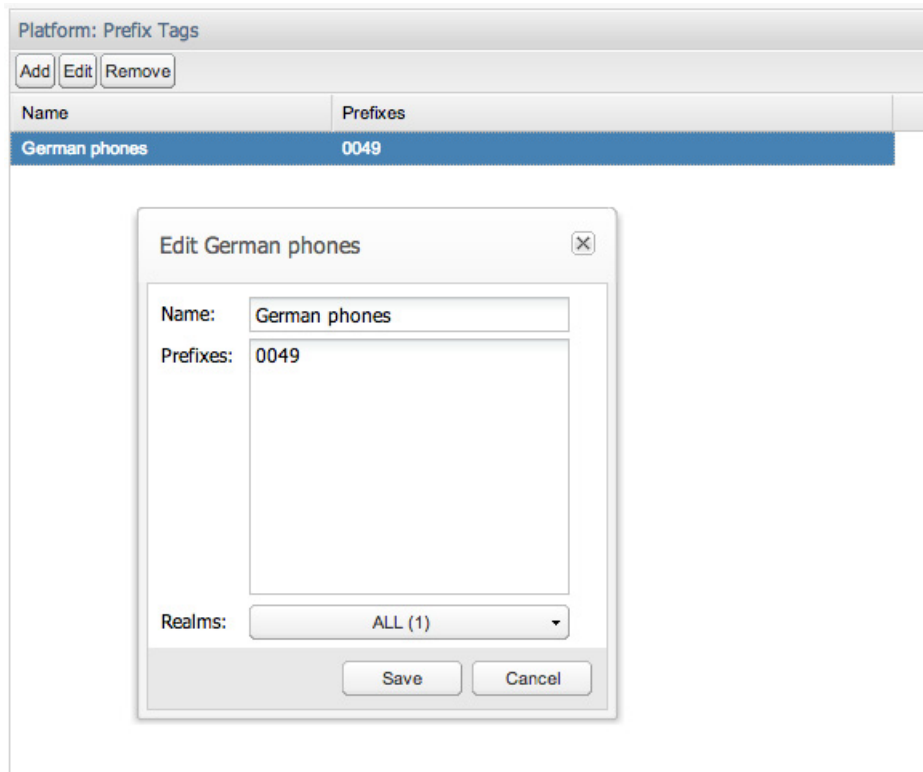 Platform: Prefix Tags
Add Edit Remove
Name Prefixes
German phones 0049
Edit German phones
Name: German phones
Prefixes: 0049
Realms: ALL (1)
Save Cancel